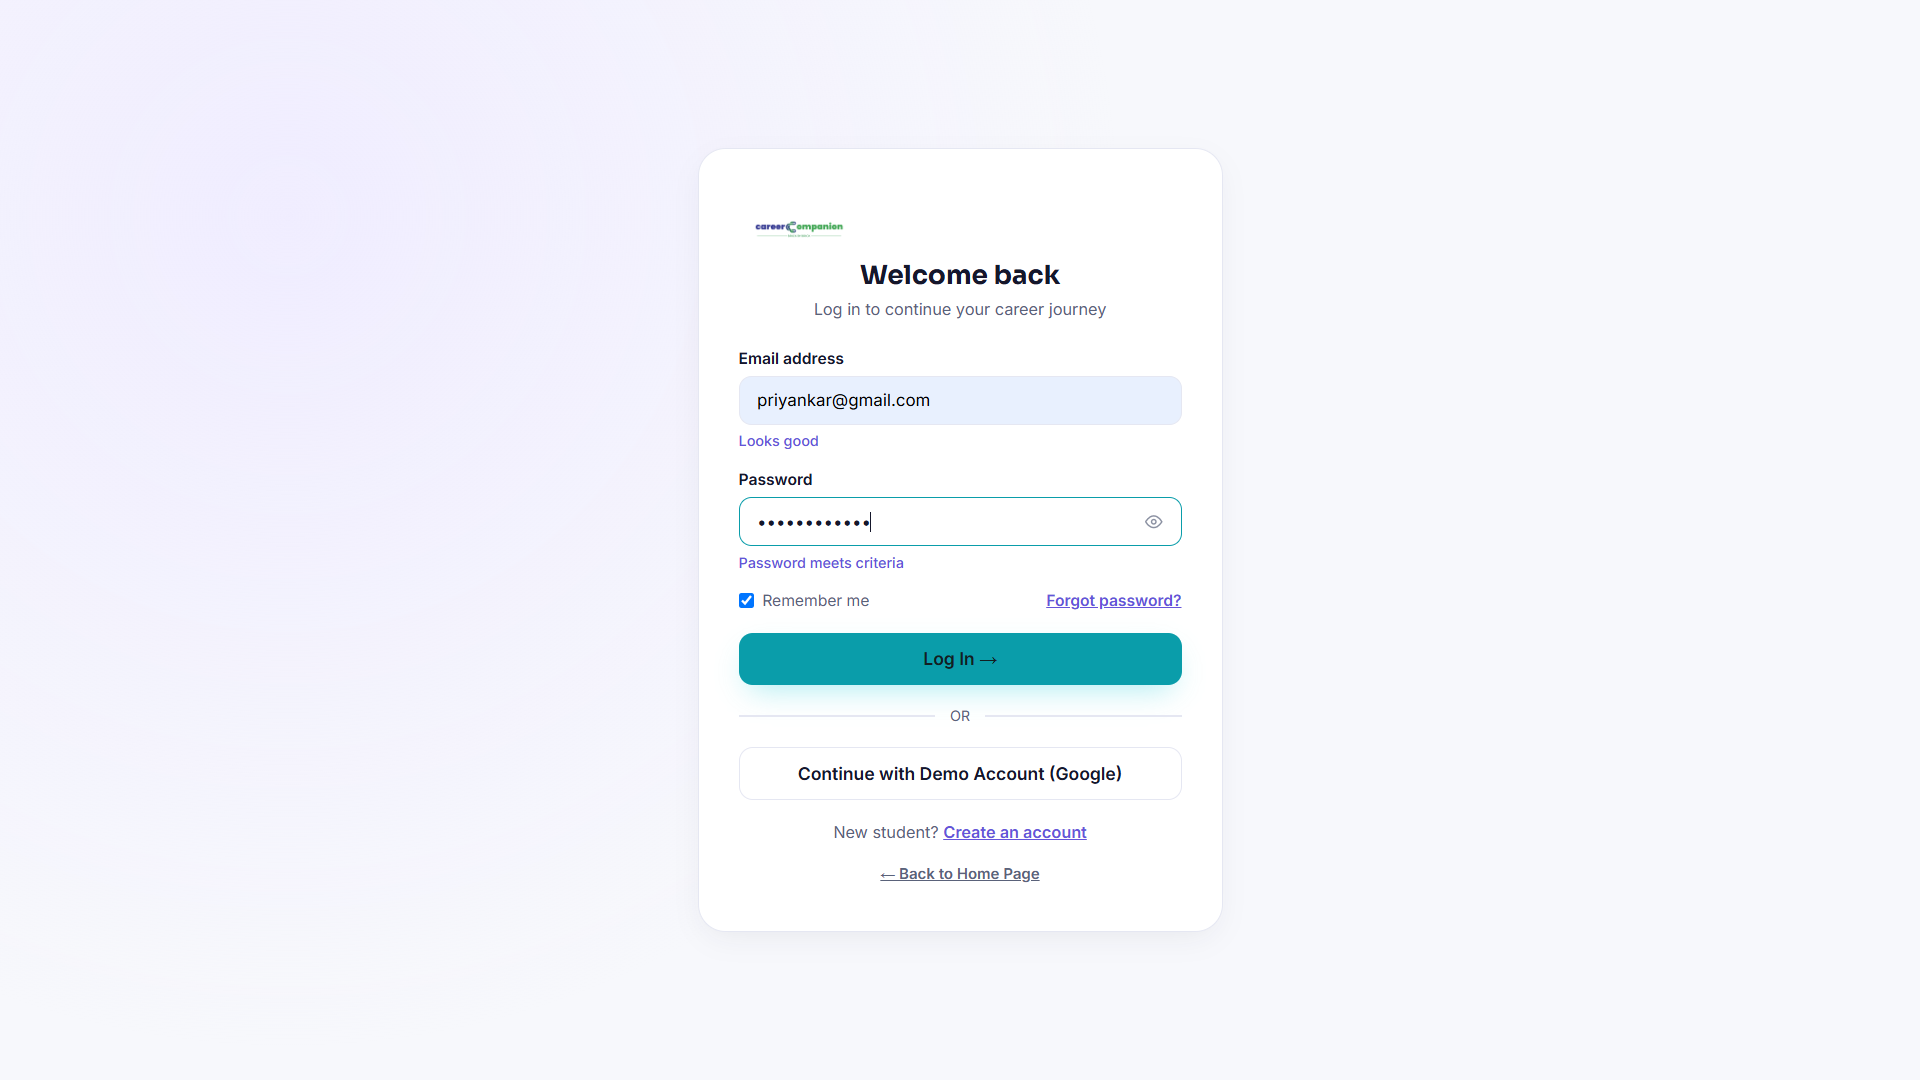 careerCompanion
Welcome back
Log in to continue your career journey
Email address
priyankar@gmail.com
Looks good
Password
••••••••••••
Password meets criteria
Remember me
Forgot password?
Log In →
OR
Continue with Demo Account (Google)
New student? Create an account
← Back to Home Page